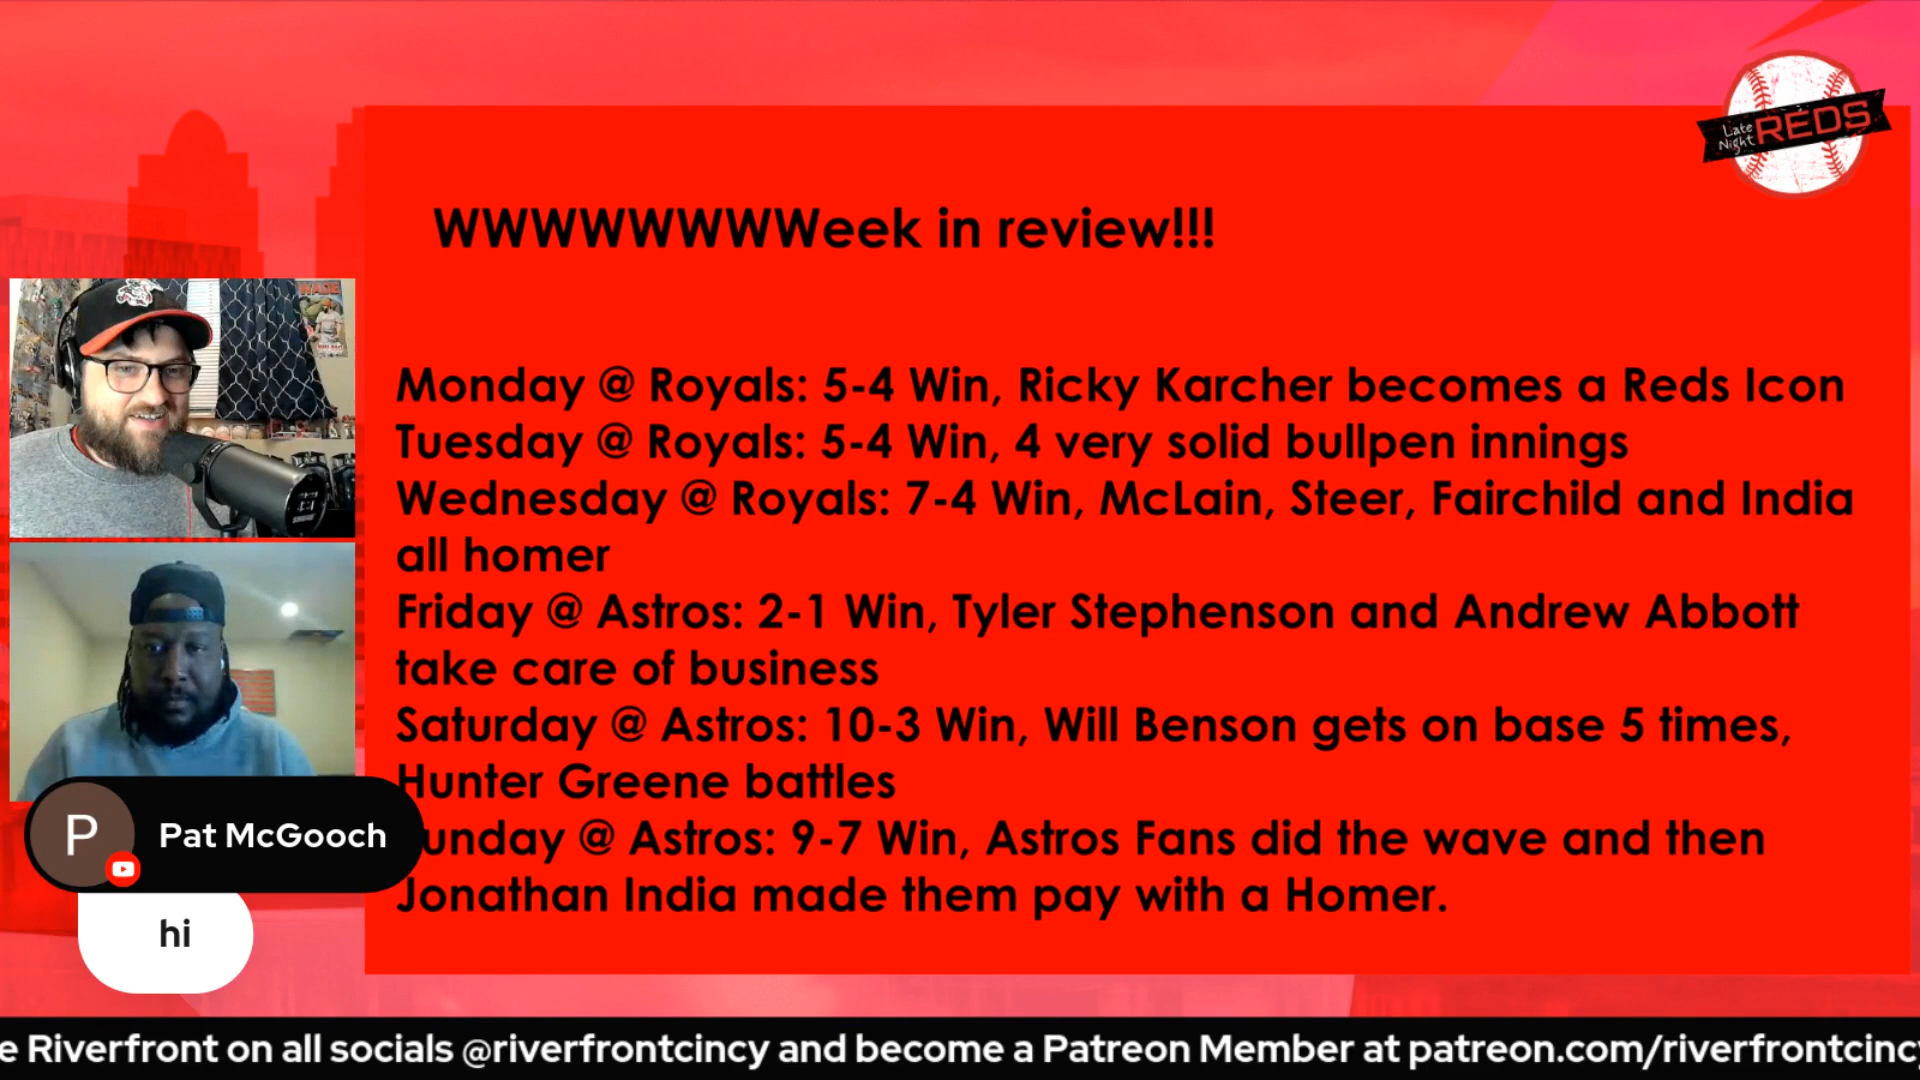 Late
Night REDS
WWWWWWWWeek in review!!!
WADE
Monday @ Royals: 5-4 Win, Ricky Karcher becomes a Reds Icon
Tuesday @ Royals: 5-4 Win, 4 very solid bullpen innings
Wednesday @ Royals: 7-4 Win, McLain, Steer, Fairchild and India
all homer
Friday @ Astros: 2-1 Win, Tyler Stephenson and Andrew Abbott
take care of business
Saturday @ Astros: 10-3 Win, Will Benson gets on base 5 times,
Hunter Greene battles
unday @ Astros: 9-7 Win, Astros Fans did the wave and then
Jonathan India made them pay with a Homer.
P Pat McGooch
hi
e Riverfront on all socials @riverfrontcincy and become a Patreon Member at patreon.com/riverfrontcincy